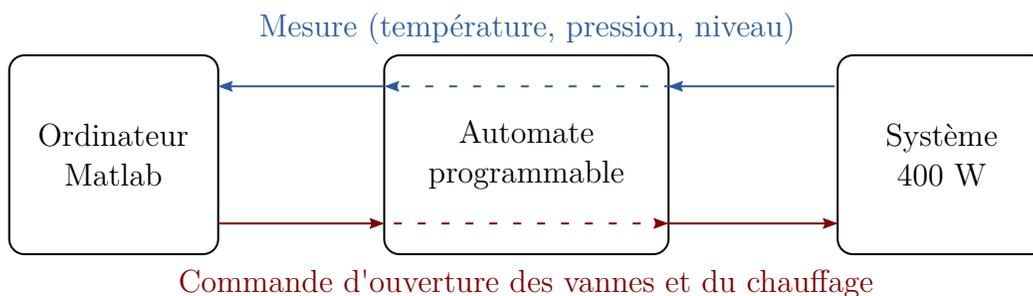 Mesure (température, pression, niveau)
Ordinateur
Matlab
Automate
programmable
Système
400 W
Commande d'ouverture des vannes et du chauffage